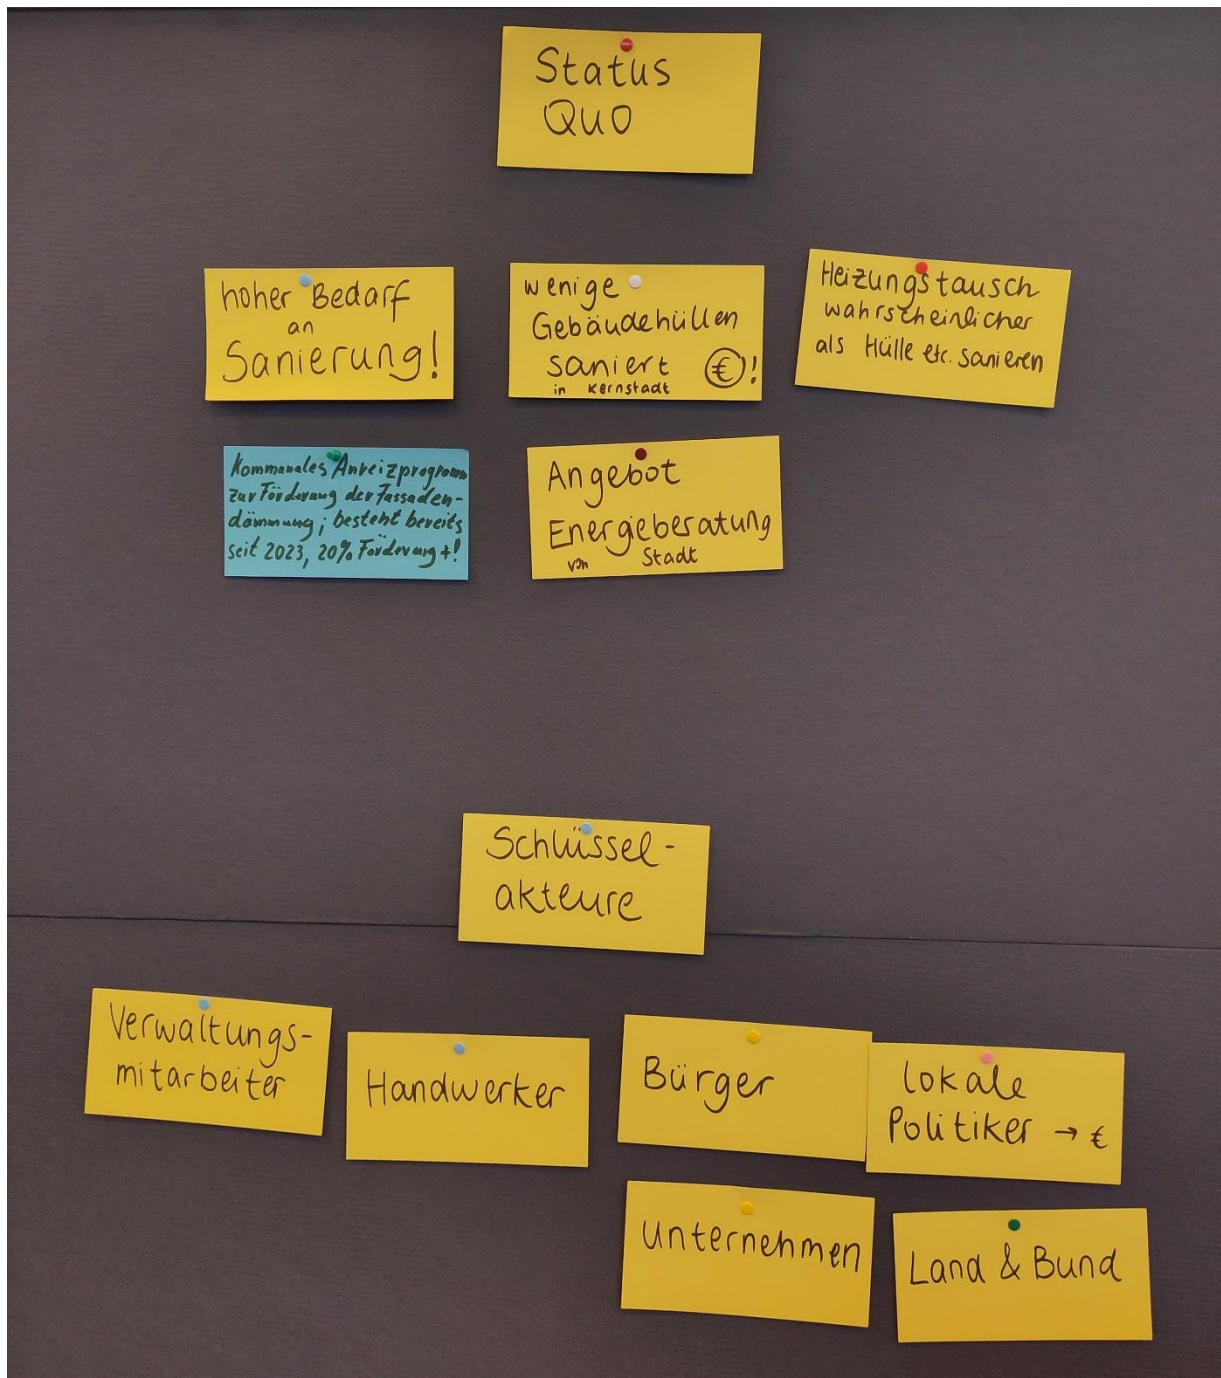 Status
Quo
hoher Bedarf
an
Sanierung!
wenige
Gebäudehüllen
saniert €!
in Kernstadt
Heizungstausch
wahrscheinlicher
als Hülle etc. sanieren
Kommunales Anreizprogramm
zur Förderung der Fassaden-
dämmung; besteht bereits
seit 2023, 20% Förderung +!
Angebot
Energieberatung
von Stadt
Schlüssel-
akteure
Verwaltungs-
mitarbeiter
Handwerker
Bürger
lokale
Politiker → €
Unternehmen
Land & Bund